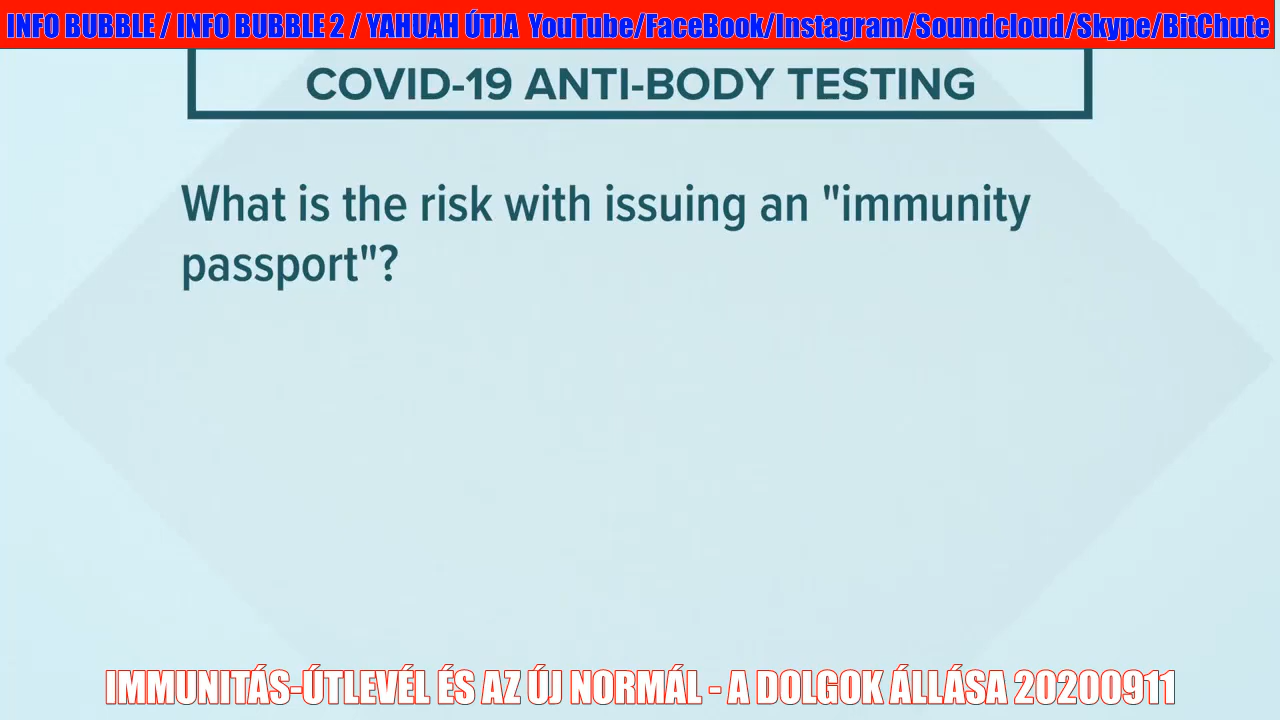 INFO BUBBLE / INFO BUBBLE 2 / YAHUAH ÚTJA YouTube/FaceBook/Instagram/Soundcloud/Skype/BitChute
COVID-19 ANTI-BODY TESTING
What is the risk with issuing an "immunity
passport"?
IMMUNITÁS-ÚTLEVÉL ÉS AZ ÚJ NORMÁL - A DOLGOK ÁLLÁSA 20200911